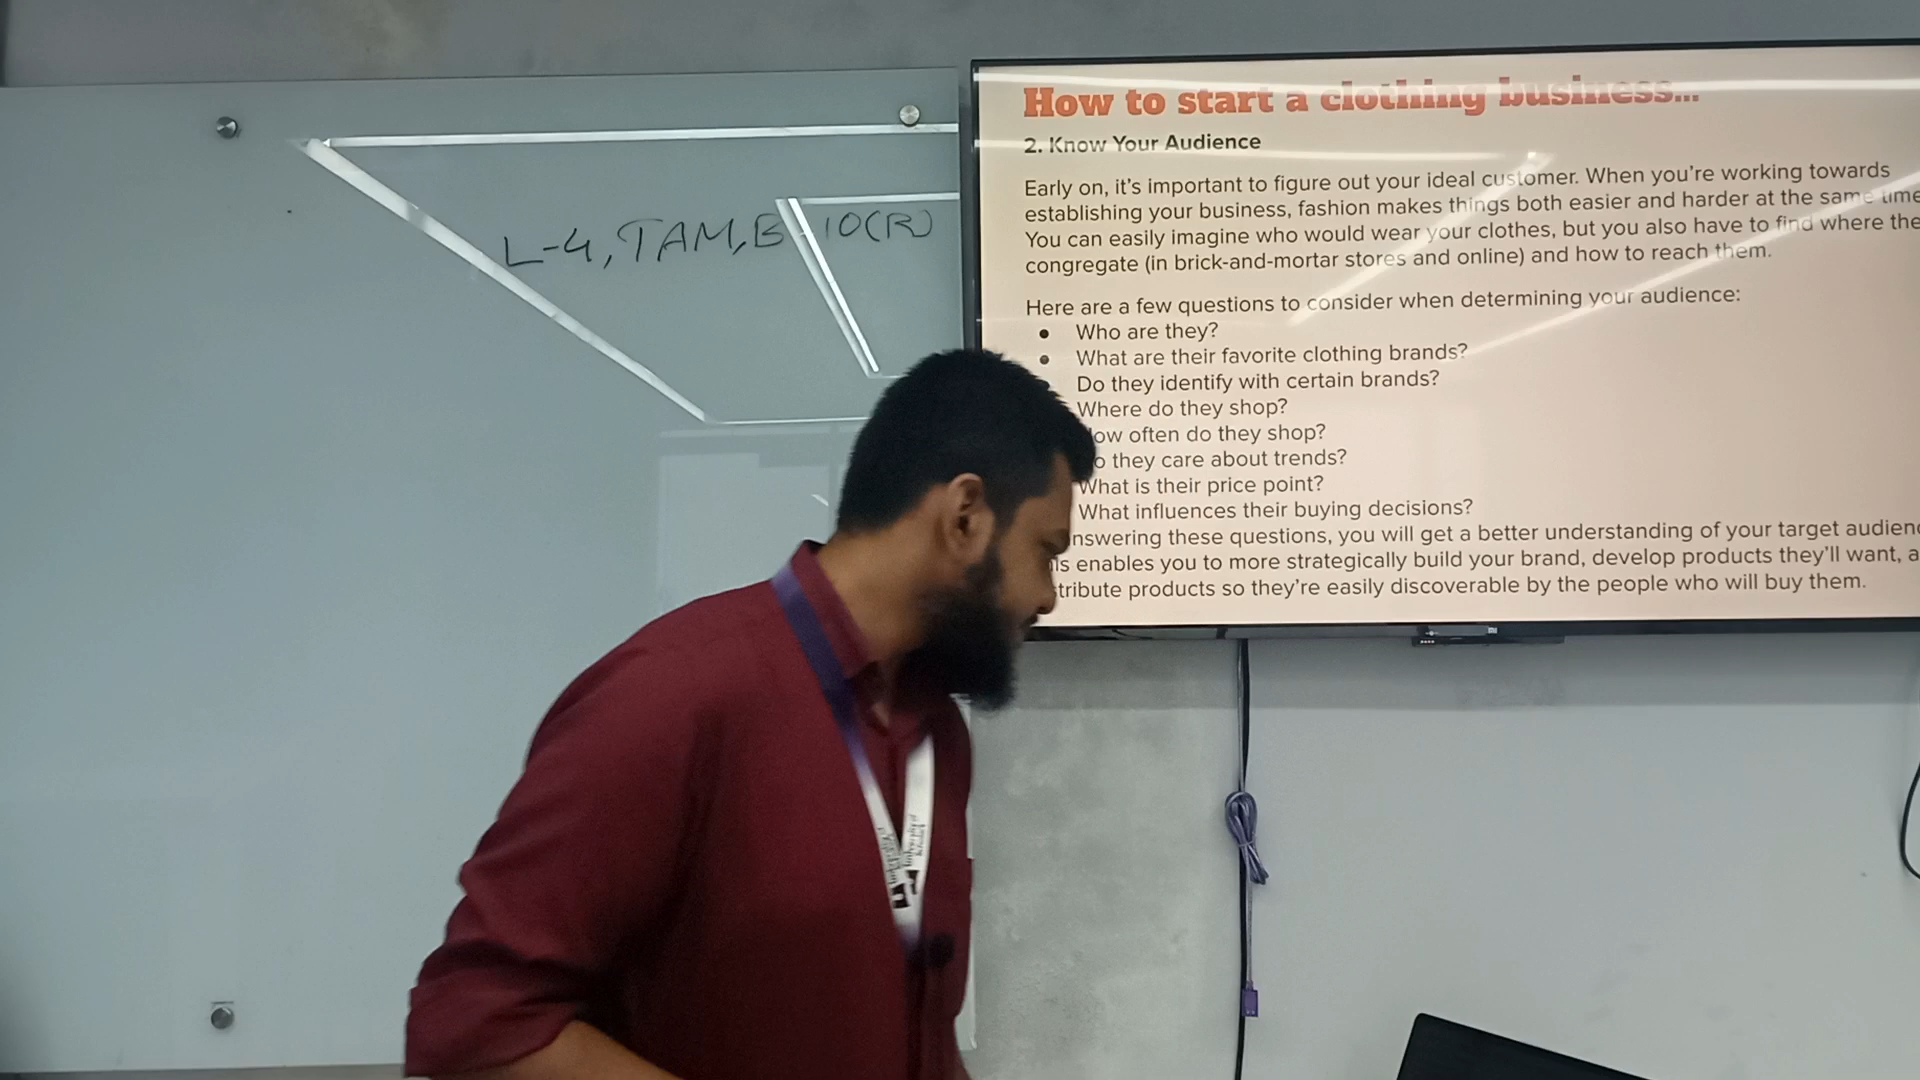 L-4, TAM, B-10(R)
How to start a clothing business...
2. Know Your Audience
Early on, it's important to figure out your ideal customer. When you're working towards
establishing your business, fashion makes things both easier and harder at the same time
You can easily imagine who would wear your clothes, but you also have to find where the
congregate (in brick-and-mortar stores and online) and how to reach them.
Here are a few questions to consider when determining your audience:
• Who are they?
• What are their favorite clothing brands?
Do they identify with certain brands?
Where do they shop?
ow often do they shop?
o they care about trends?
What is their price point?
What influences their buying decisions?
nswering these questions, you will get a better understanding of your target audienc
is enables you to more strategically build your brand, develop products they'll want, a
tribute products so they're easily discoverable by the people who will buy them.
mi